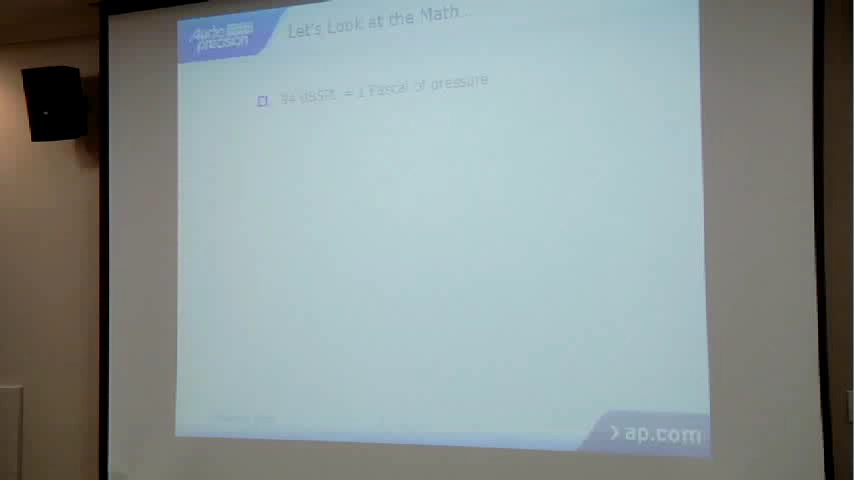 Audio precision
Let's Look at the Math...
94 dBSPL = 1 Pascal of pressure
ap.com